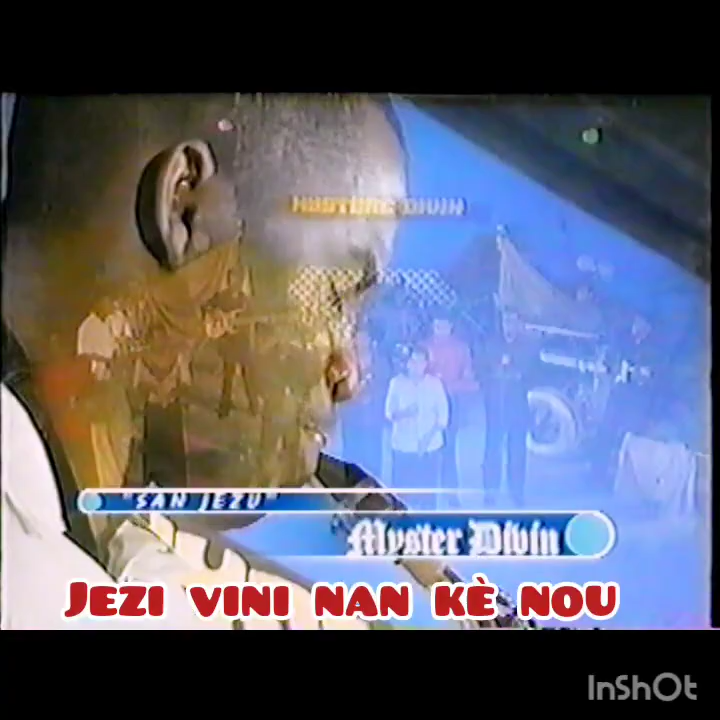 MYSTERE DIVIN
"SAN JEZU"
Myster Divin
JEZI VINI NAN KÈ NOU
InShOt